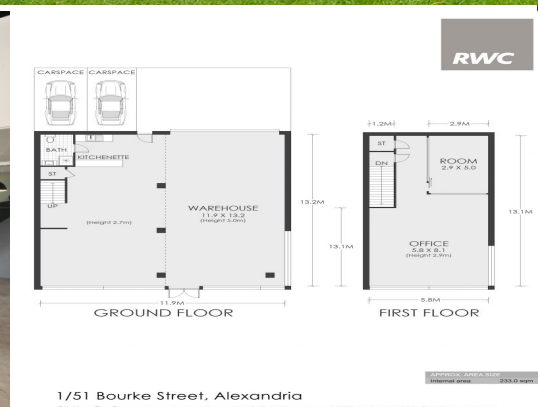 RWC
CARSPACE CARSPACE
BATH
KITCHENETTE
ST
UP
(Height 2.7m)
WAREHOUSE
11.9 X 13.2
(Height 5.0m)
13.2M
13.1M
11.9M
GROUND FLOOR
1.2M
2.9M
ST
DN
ROOM
2.9 X 5.0
OFFICE
5.8 X 8.1
(Height 2.9m)
13.1M
5.8M
FIRST FLOOR
APPROX. AREA SIZE
Internal area 233.0 sqm
1/51 Bourke Street, Alexandria